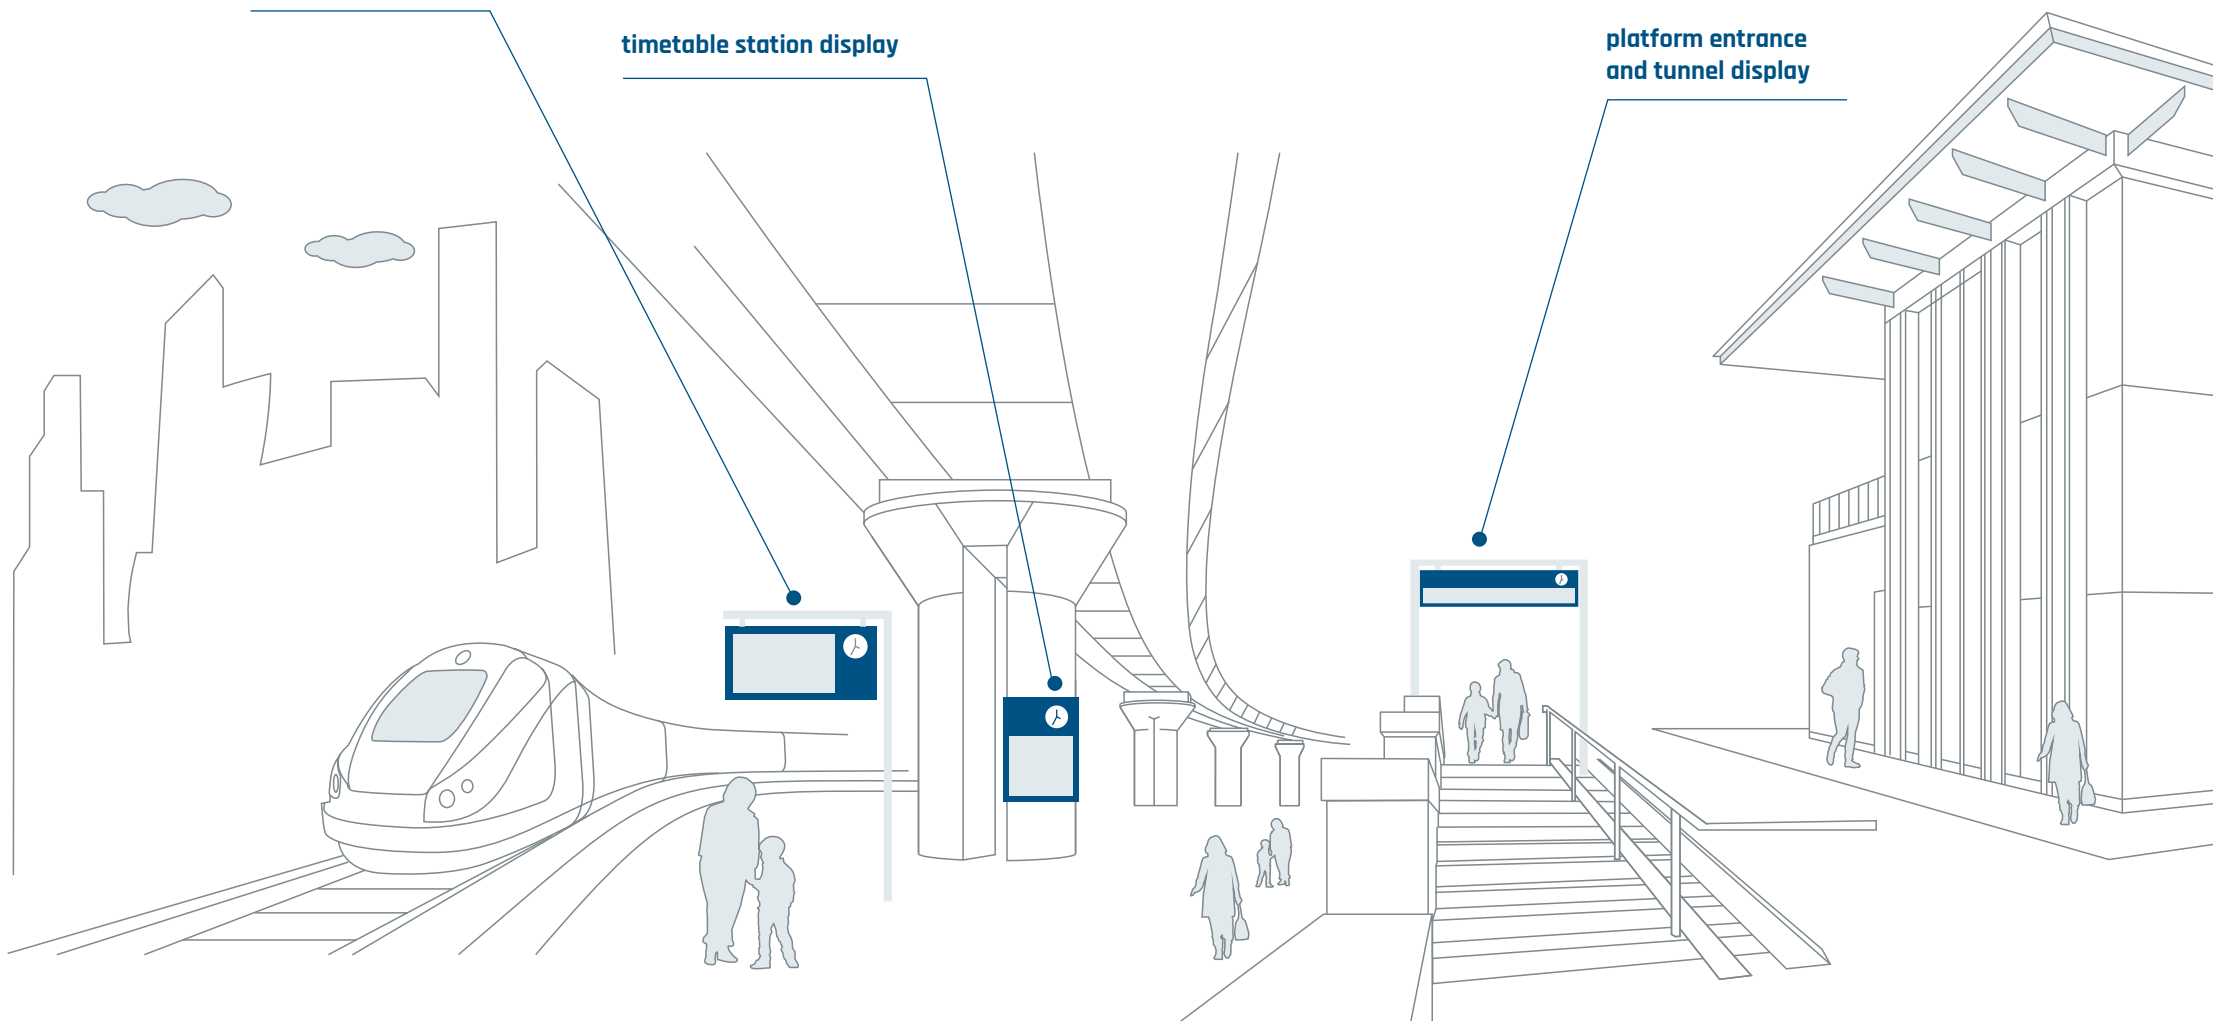 timetable station display
platform entrance
and tunnel display